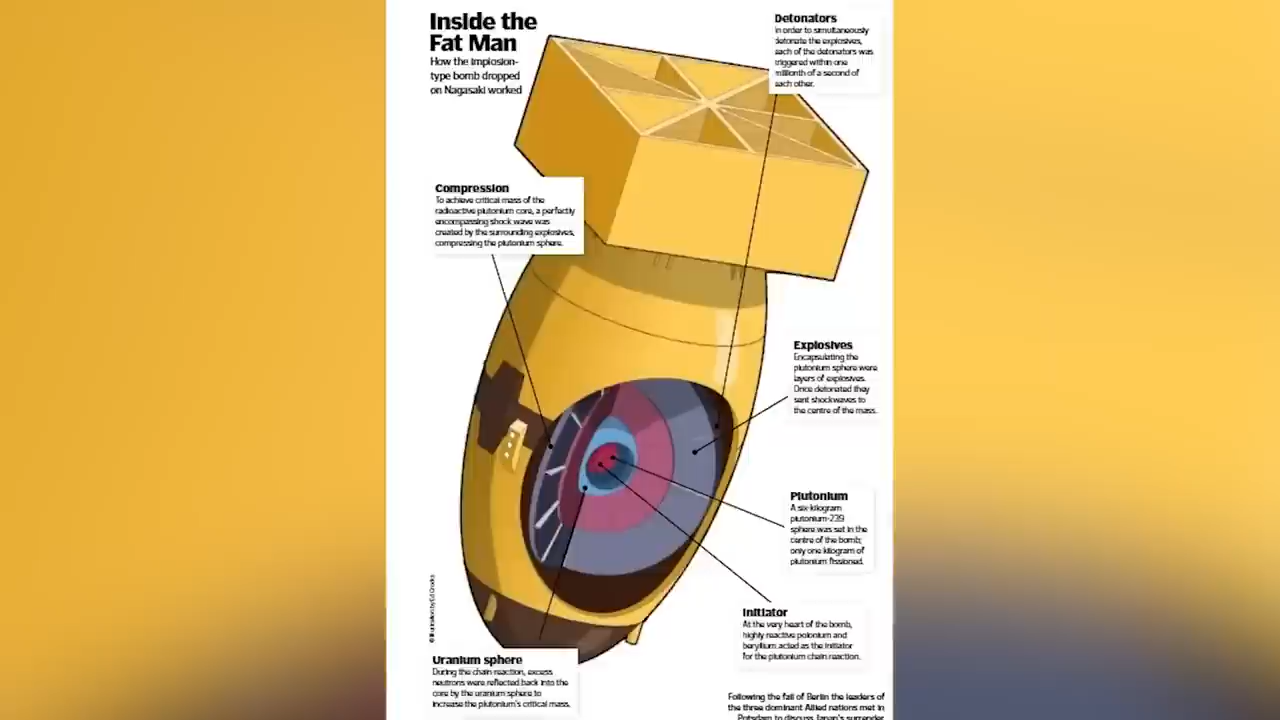 Inside the
Fat Man
How the implosion-
type bomb dropped
on Nagasaki worked
Detonators
In order to simultaneously
detonate the explosives,
each of the detonators was
triggered within one
millionth of a second of
each other.
Compression
To achieve critical mass of the
radioactive plutonium core, a perfectly
encompassing shock wave was
created by the surrounding explosives,
compressing the plutonium sphere.
Explosives
Encapsulating the
plutonium sphere were
layers of explosives.
Once detonated they
sent shockwaves to
the centre of the mass.
Plutonium
A six-kilogram
plutonium-239
sphere was set in the
centre of the bomb;
only one kilogram of
plutonium fissioned.
Initiator
At the very heart of the bomb,
highly reactive polonium and
beryllium acted as the initiator
for the plutonium chain reaction.
Uranium sphere
During the chain reaction, excess
neutrons were reflected back into the
core by the uranium sphere to
increase the plutonium's critical mass.
© Illustration by Ed Crooks
Following the fall of Berlin the leaders of
the three dominant Allied nations met in
Potsdam to discuss Japan's surrender